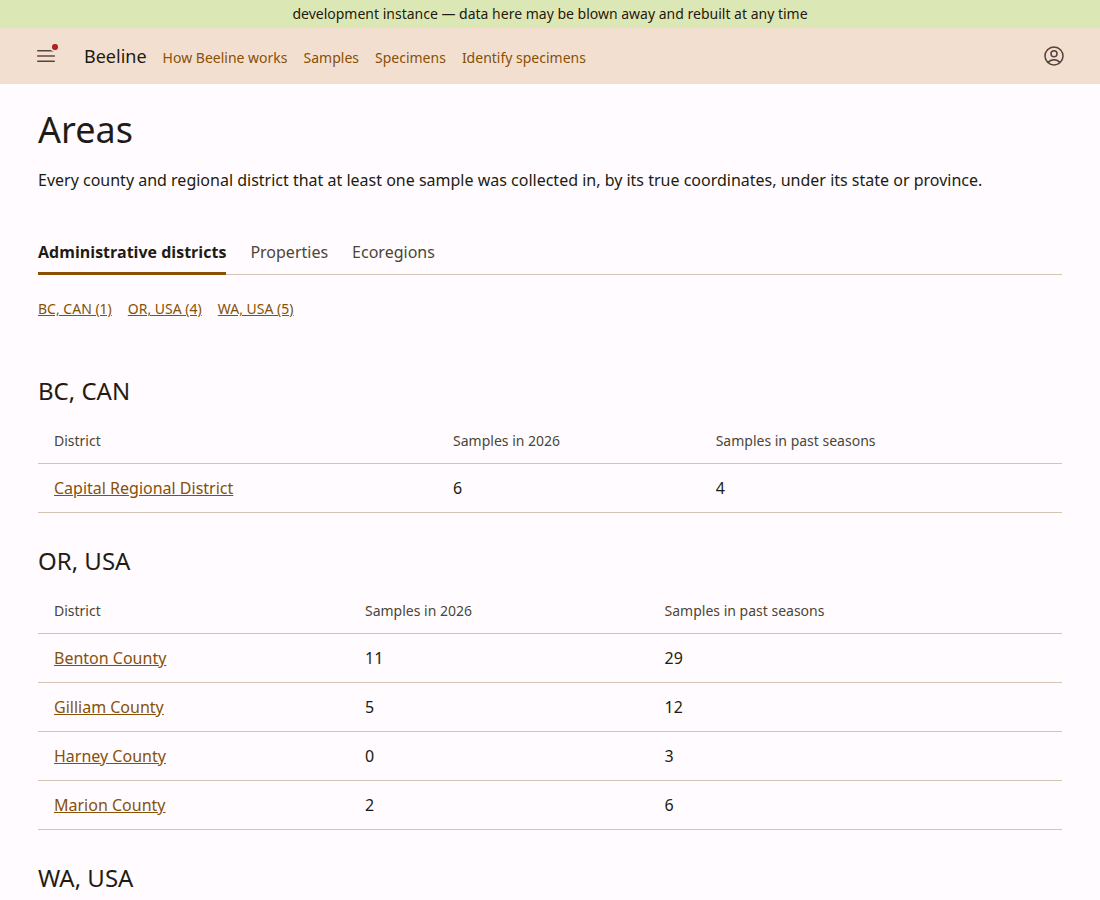 development instance — data here may be blown away and rebuilt at any time
Beeline How Beeline works Samples Specimens Identify specimens
Areas
Every county and regional district that at least one sample was collected in, by its true coordinates, under its state or province.
Administrative districts Properties Ecoregions
BC, CAN (1) OR, USA (4) WA, USA (5)
BC, CAN
District Samples in 2026 Samples in past seasons
Capital Regional District 6 4
OR, USA
District Samples in 2026 Samples in past seasons
Benton County 11 29
Gilliam County 5 12
Harney County 0 3
Marion County 2 6
WA, USA